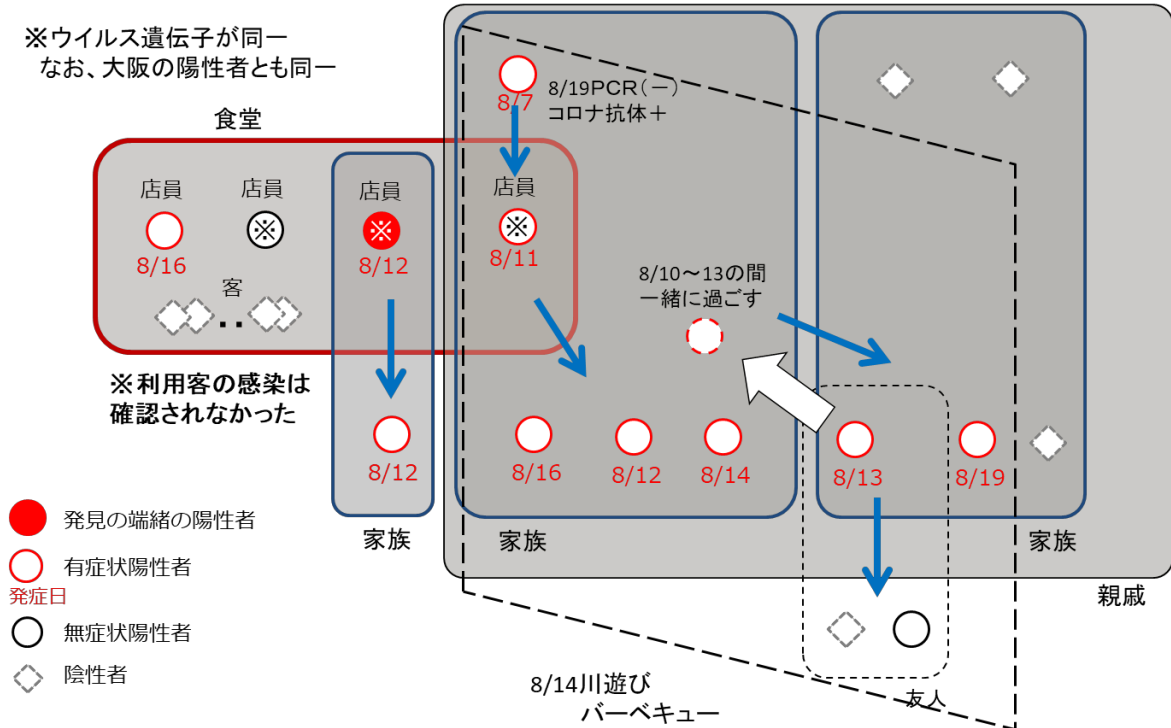 ※ウイルス遺伝子が同一
なお、大阪の陽性者とも同一
食堂
8/7
8/19PCR(－)
コロナ抗体＋
店員
店員
店員
店員
※
※
※
8/16
8/12
8/11
客
‥
8/10～13の間
一緒に過ごす
※利用客の感染は
確認されなかった
8/12
8/16
8/12
8/14
8/13
8/19
家族
家族
家族
親戚
発見の端緒の陽性者
有症状陽性者
発症日
無症状陽性者
陰性者
8/14川遊び
バーベキュー
友人